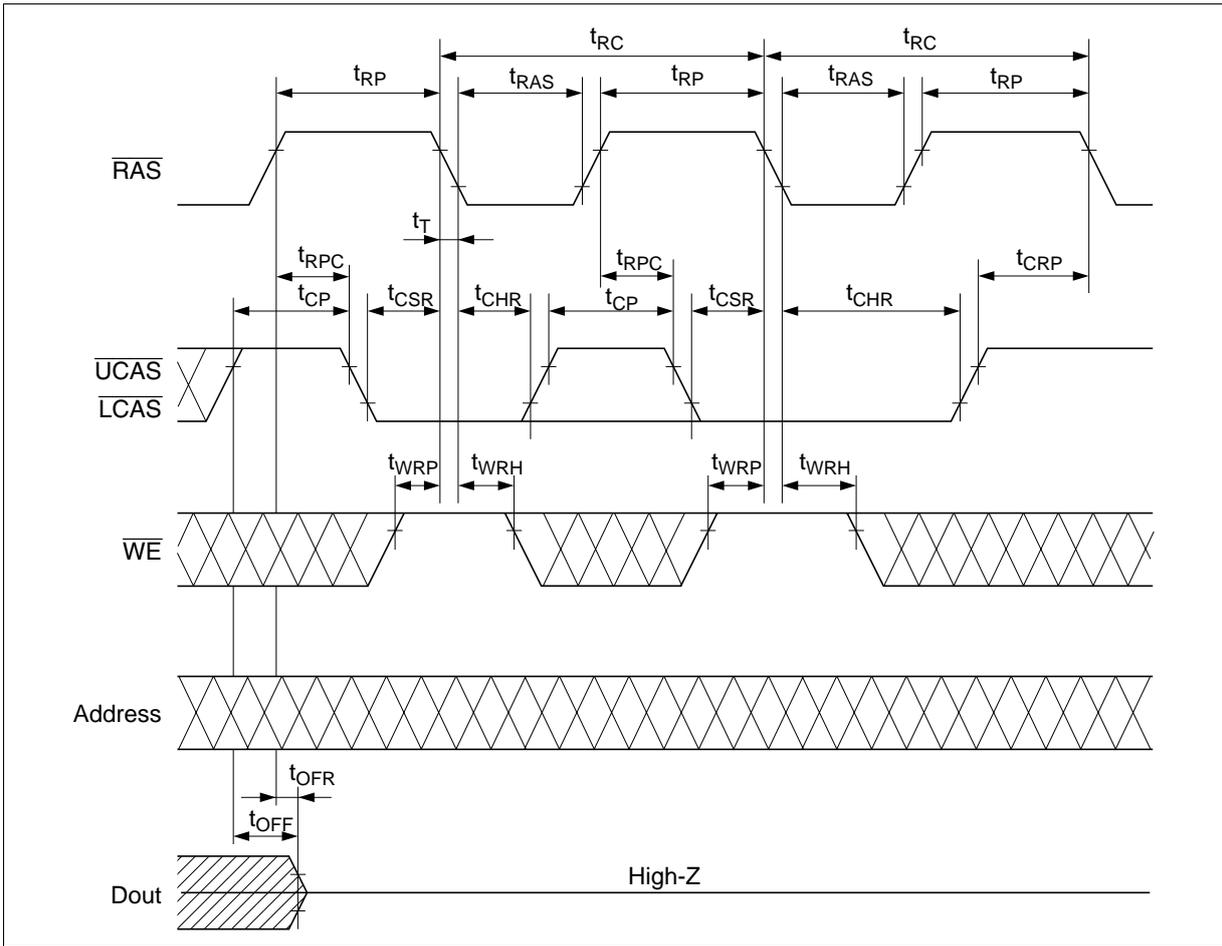 tRC tRC
tRP tRAS tRP tRAS tRP
RAS
tT
tRPC tRPC tCRP
tCP tCSR tCHR tCP tCSR tCHR
UCAS
LCAS
tWRP tWRH tWRP tWRH
WE
Address
tOFR
tOFF
High-Z
Dout